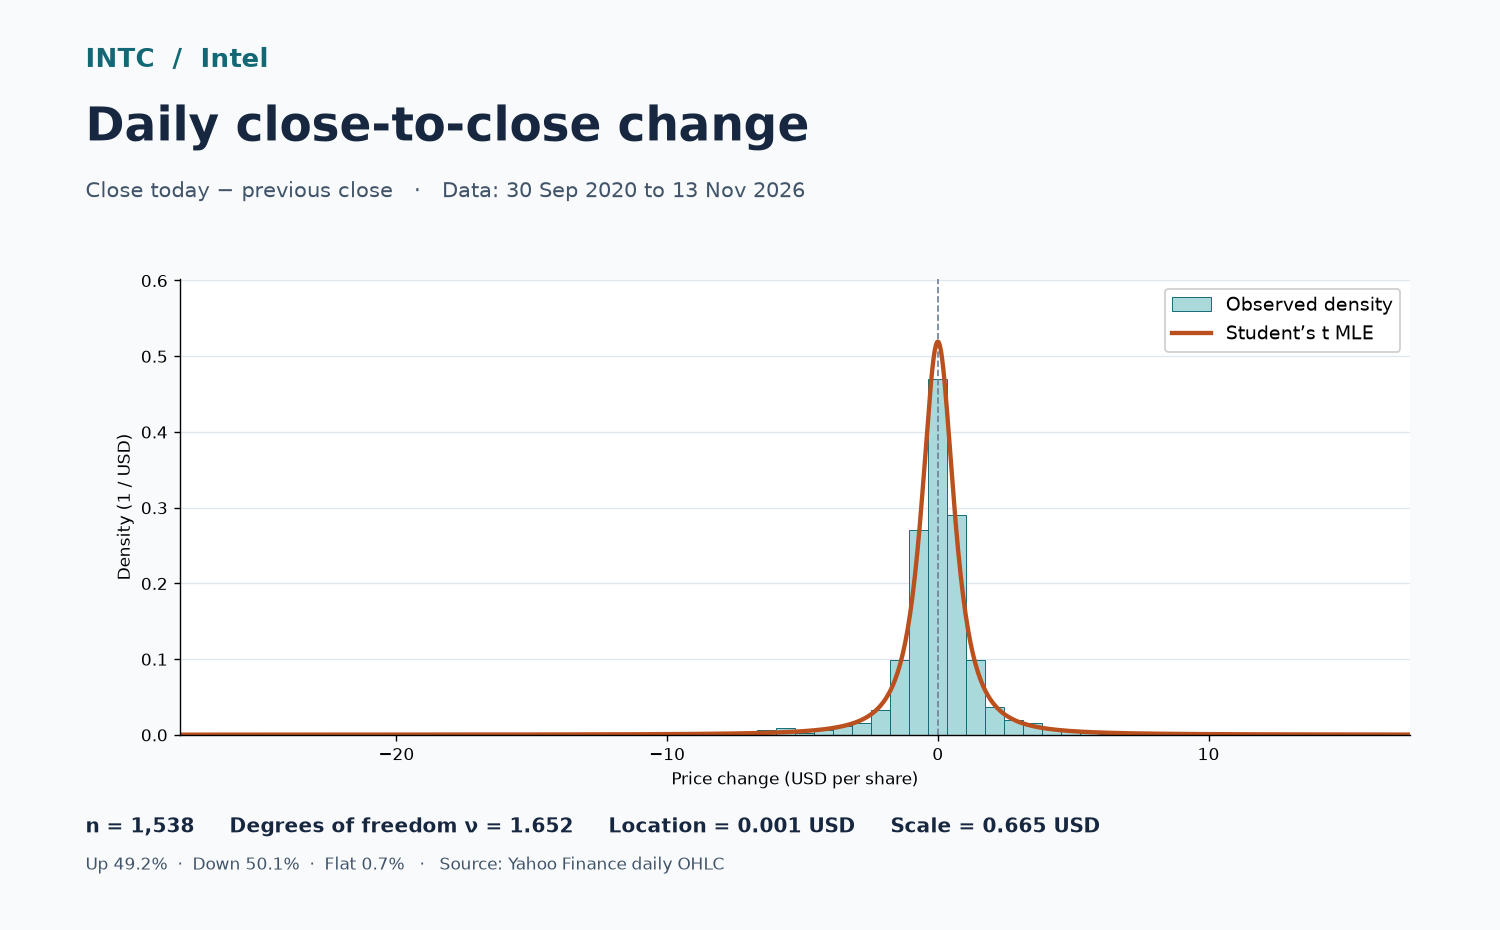 INTC / Intel
Daily close-to-close change
Close today − previous close · Data: 30 Sep 2020 to 13 Nov 2026
0.6
0.5
0.4
0.3
0.2
0.1
0.0
Density (1 / USD)
Observed density
Student’s t MLE
−20
−10
0
10
Price change (USD per share)
n = 1,538 Degrees of freedom ν = 1.652 Location = 0.001 USD Scale = 0.665 USD
Up 49.2% · Down 50.1% · Flat 0.7% · Source: Yahoo Finance daily OHLC